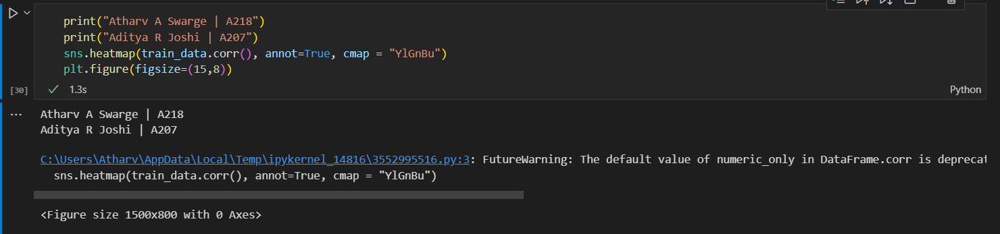 print("Atharv A Swarge | A218")
print("Aditya R Joshi | A207")
sns.heatmap(train_data.corr(), annot=True, cmap = "YlGnBu")
plt.figure(figsize=(15,8))
[30]
1.3s
Python
Atharv A Swarge | A218
Aditya R Joshi | A207
C:\Users\Atharv\AppData\Local\Temp\ipykernel_14816\3552995516.py:3: FutureWarning: The default value of numeric_only in DataFrame.corr is deprecat
sns.heatmap(train_data.corr(), annot=True, cmap = "YlGnBu")
<Figure size 1500x800 with 0 Axes>